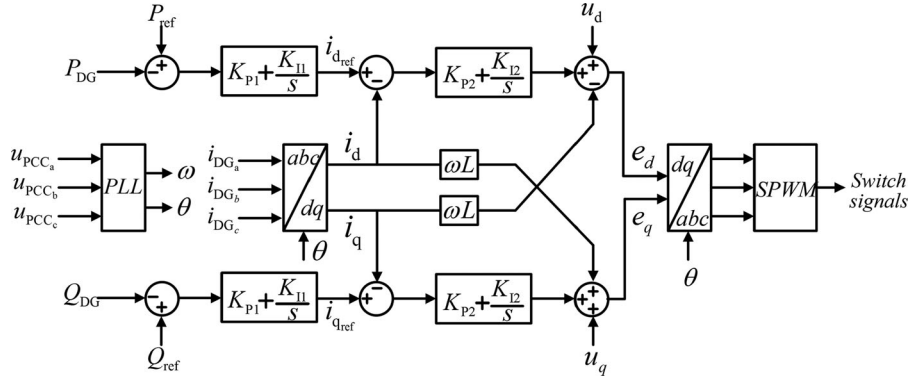 P_ref
u_d
P_DG
−
K_P1+K_I1/s
i_d_ref
+
−
K_P2+K_I2/s
+
+
−
u_PCC_a
u_PCC_b
u_PCC_c
PLL
ω
θ
i_DG_a
i_DG_b
i_DG_c
abc
dq
θ
i_d
i_q
ωL
ωL
e_d
e_q
dq
abc
θ
SPWM
Switch
signals
Q_DG
−
+
K_P1+K_I1/s
i_q_ref
+
−
K_P2+K_I2/s
+
+
+
Q_ref
u_q